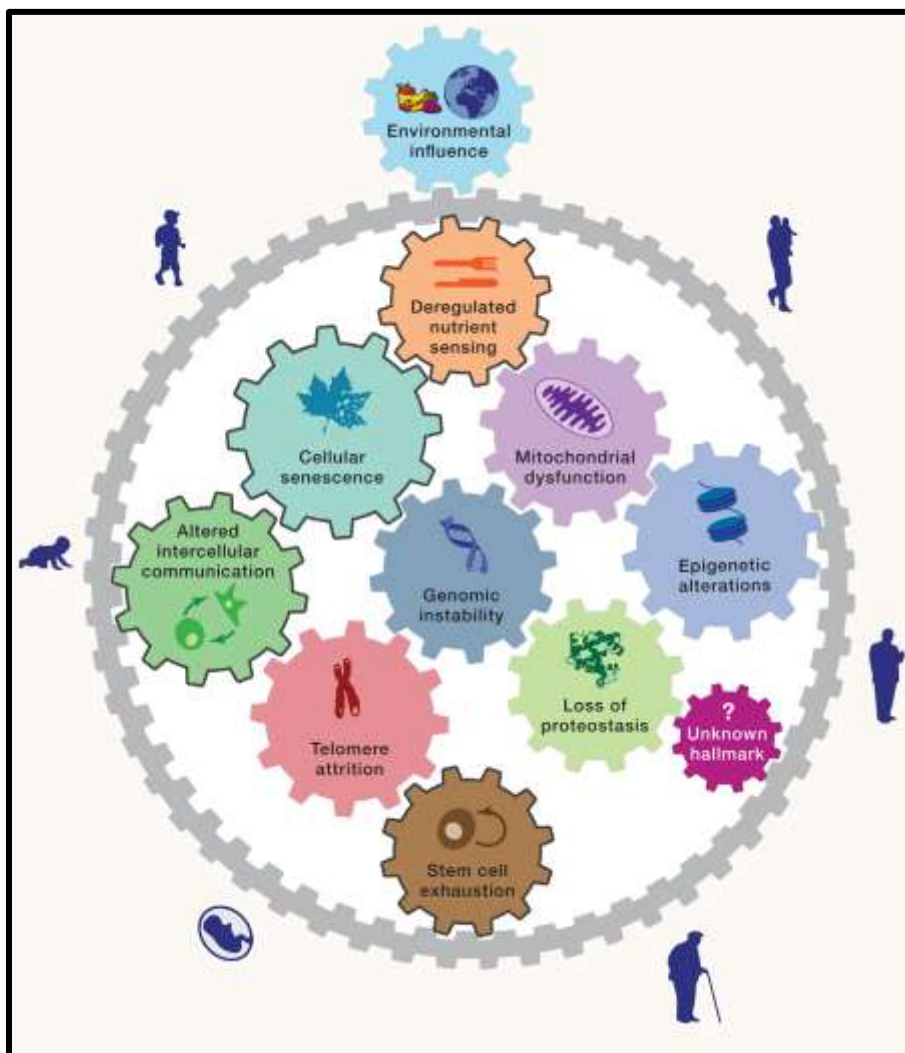 Environmental
influence
Deregulated
nutrient
sensing
Cellular
senescence
Mitochondrial
dysfunction
Altered
intercellular
communication
Genomic
instability
Epigenetic
alterations
Telomere
attrition
Loss of
proteostasis
?
Unknown
hallmark
Stem cell
exhaustion